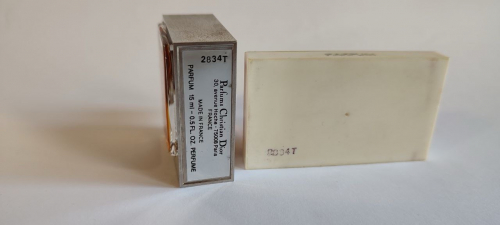 2834T
Parfums Christian Dior
30, avenue Hoche - 75008 Paris
FRANCE
MADE IN FRANCE
PARFUM 15 ml - 0.5 FL. OZ. PERFUME
2834T